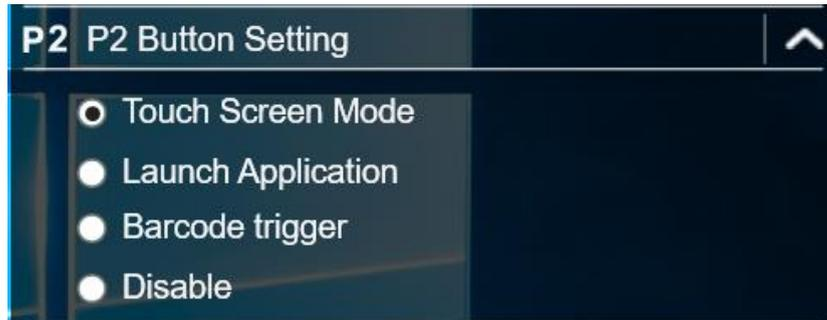 P2 P2 Button Setting
Touch Screen Mode
Launch Application
Barcode trigger
Disable